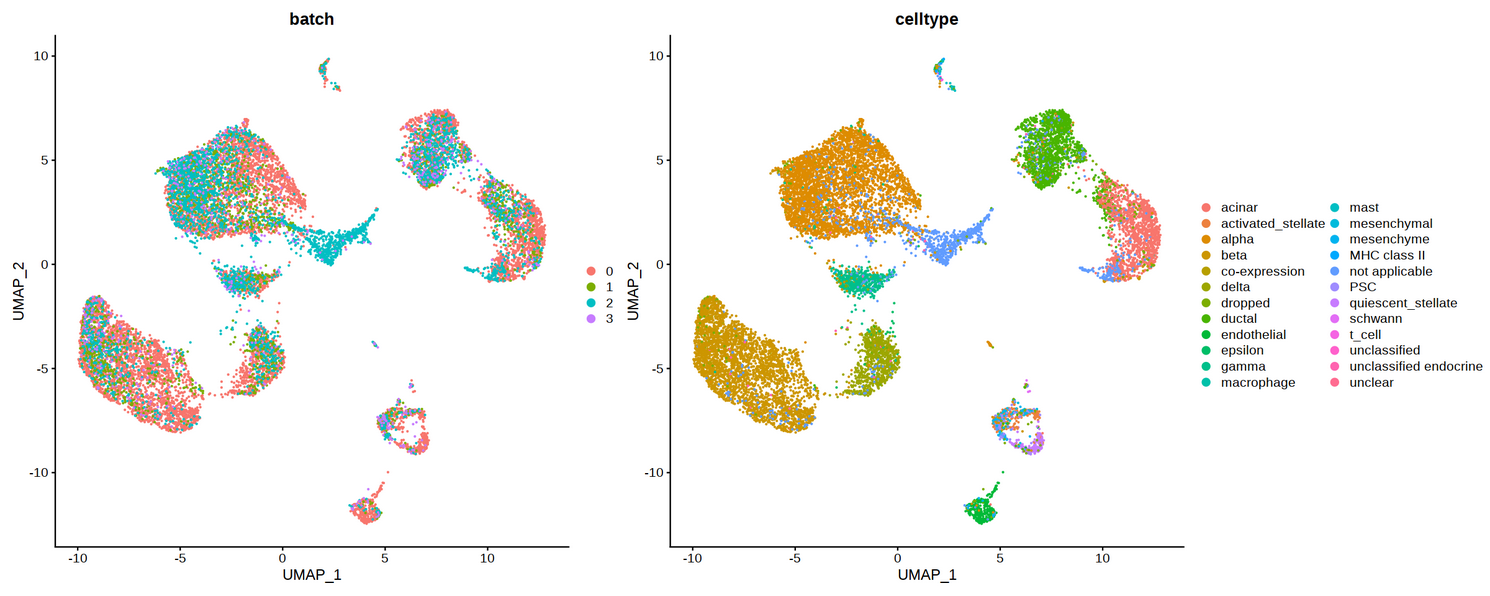 batch
10
5
0
-5
-10
UMAP_2
-10 -5 0 5 10
UMAP_1
0
1
2
3
celltype
10
5
0
-5
-10
UMAP_2
-10 -5 0 5 10
UMAP_1
acinar
activated_stellate
alpha
beta
co-expression
delta
dropped
ductal
endothelial
epsilon
gamma
macrophage
mast
mesenchymal
mesenchyme
MHC class II
not applicable
PSC
quiescent_stellate
schwann
t_cell
unclassified
unclassified endocrine
unclear